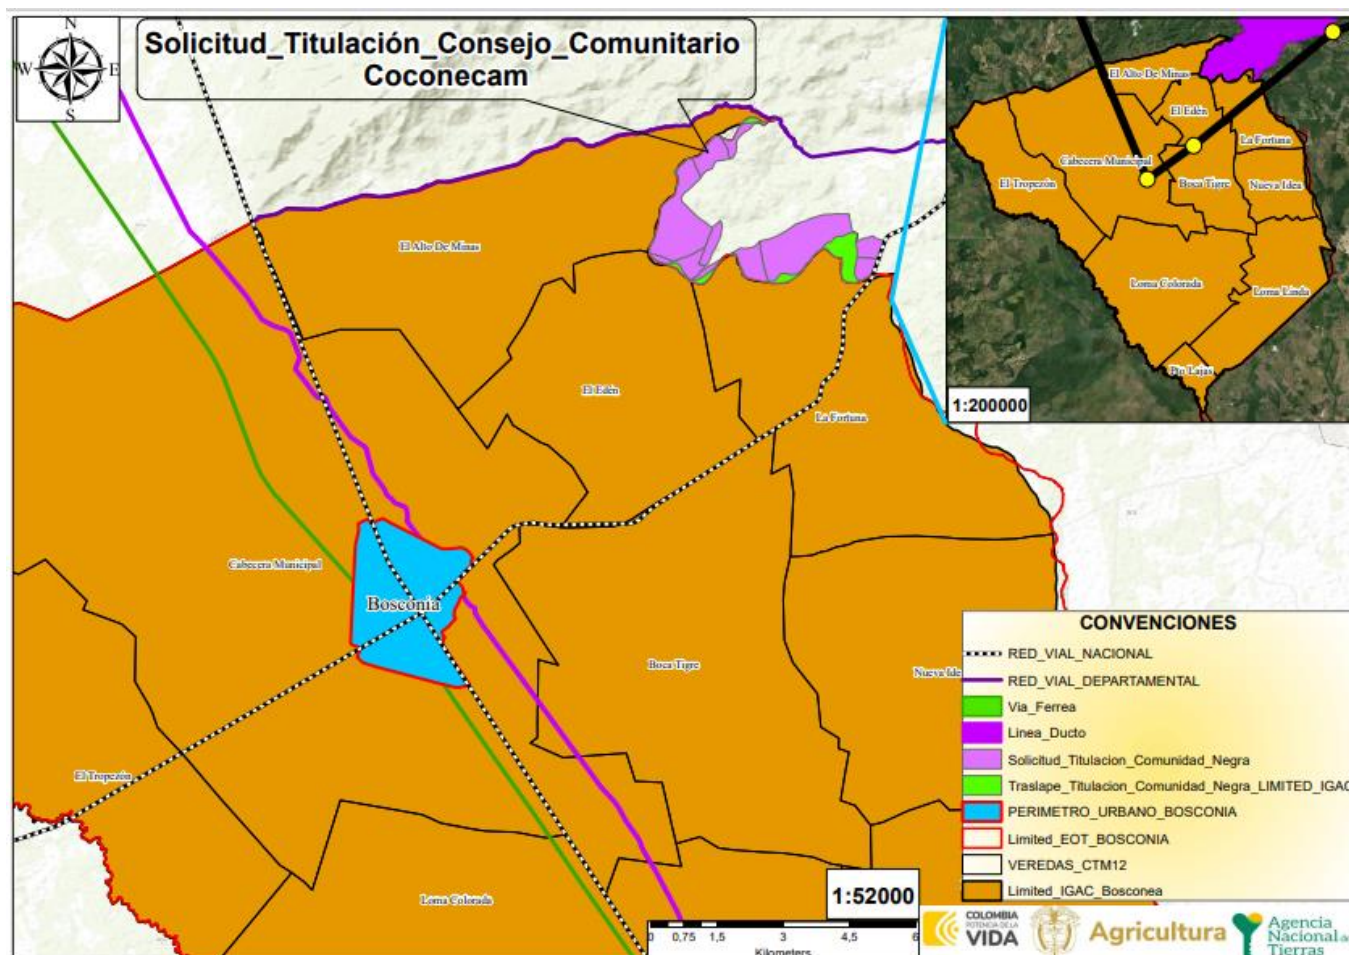 N
W
E
S
Solicitud_Titulación_Consejo_Comunitario
Coconecam
El Alto De Minas
El Edén
La Fortuna
Cabecera Municipal
El Tropezón
Boca Tigre
Nueva Idea
Loma Colorada
Loma Linda
Pto Lajas
1:200000
El Alto De Minas
El Edén
La Fortuna
Cabecera Municipal
Bosconia
Boca Tigre
Nueva Ide
El Tropezón
Loma Colorada
CONVENCIONES
RED_VIAL_NACIONAL
RED_VIAL_DEPARTAMENTAL
Via_Ferrea
Linea_Ducto
Solicitud_Titulacion_Comunidad_Negra
Traslape_Titulacion_Comunidad_Negra_LIMITED_IGAC
PERIMETRO_URBANO_BOSCONIA
Limited_EOT_BOSCONIA
VEREDAS_CTM12
Limited_IGAC_Bosconea
1:52000
0 0,75 1,5 3 4,5 6
Kilometers
COLOMBIA
POTENCIA DE LA
VIDA
Agricultura
Agencia
Nacional de
Tierras